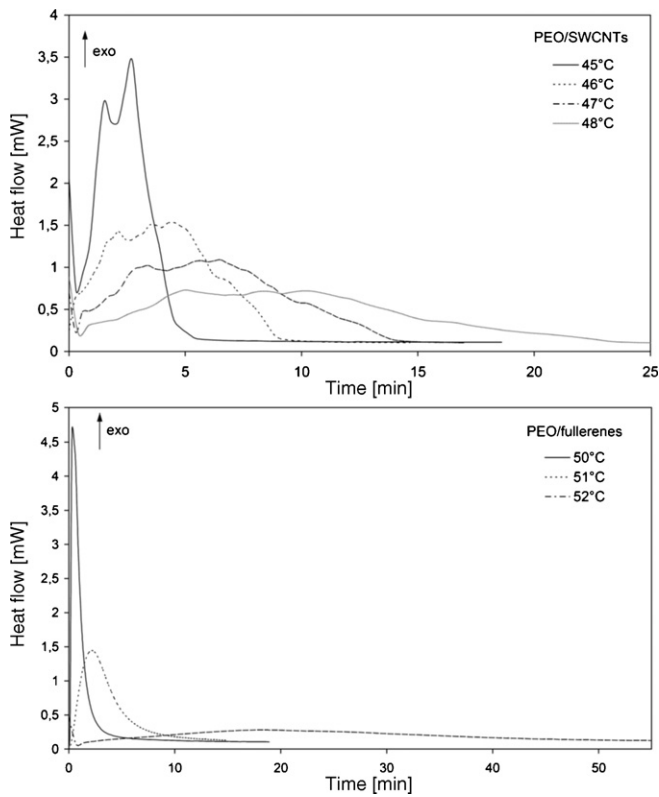 4
3,5
3
2,5
2
1,5
1
0,5
0
Heat flow [mW]
exo
PEO/SWCNTs
45°C
46°C
47°C
48°C
0 5 10 15 20 25
Time [min]
5
4,5
4
3,5
3
2,5
2
1,5
1
0,5
0
Heat flow [mW]
exo
PEO/fullerenes
50°C
51°C
52°C
0 10 20 30 40 50
Time [min]